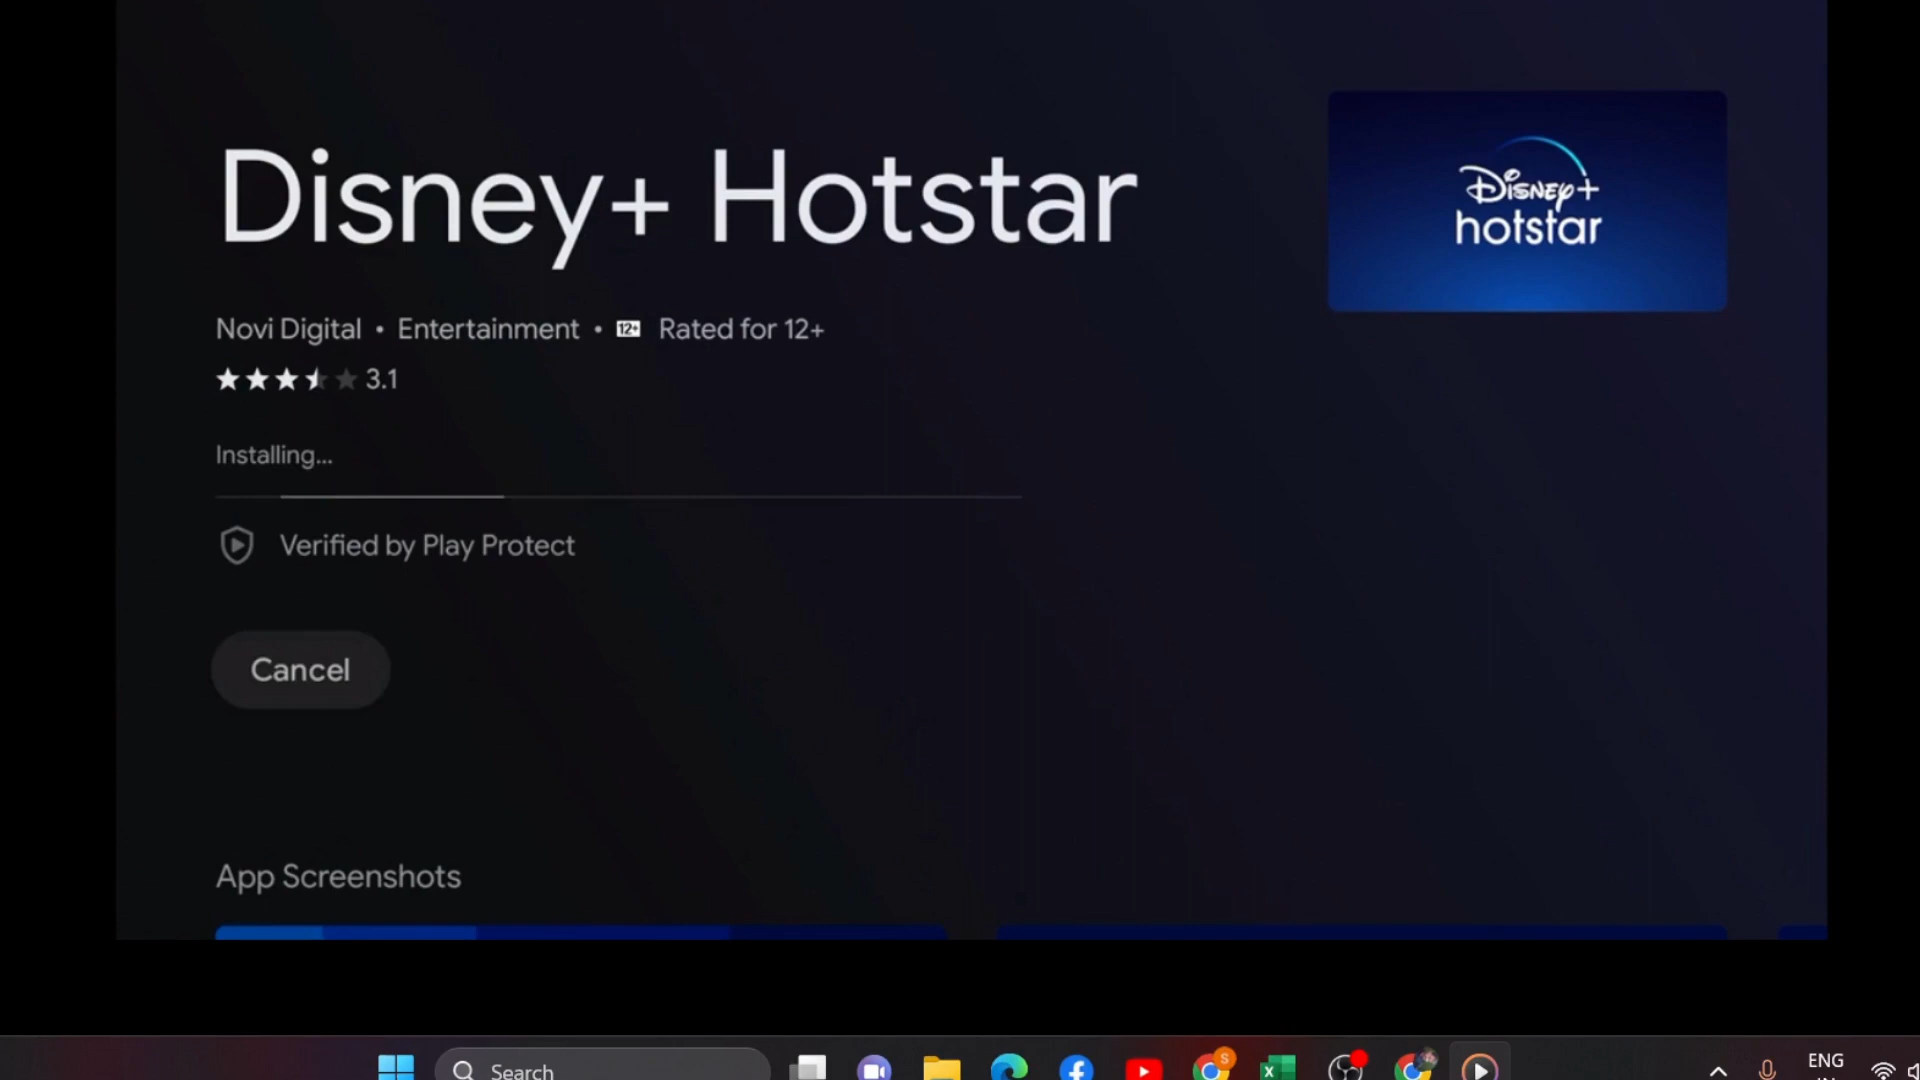 Disney+ Hotstar
Disney+
hotstar
Novi Digital • Entertainment • 12+ Rated for 12+
3.1
Installing...
Verified by Play Protect
Cancel
App Screenshots
Search
S
X
ENG